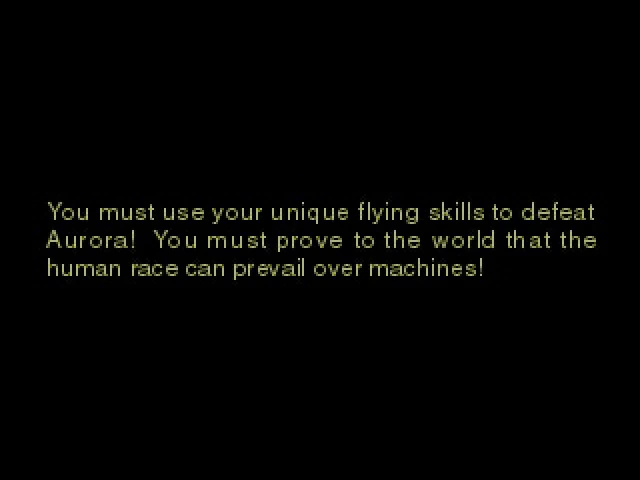 You must use your unique flying skills to defeat
Aurora!  You must prove to the world that the
human race can prevail over machines!